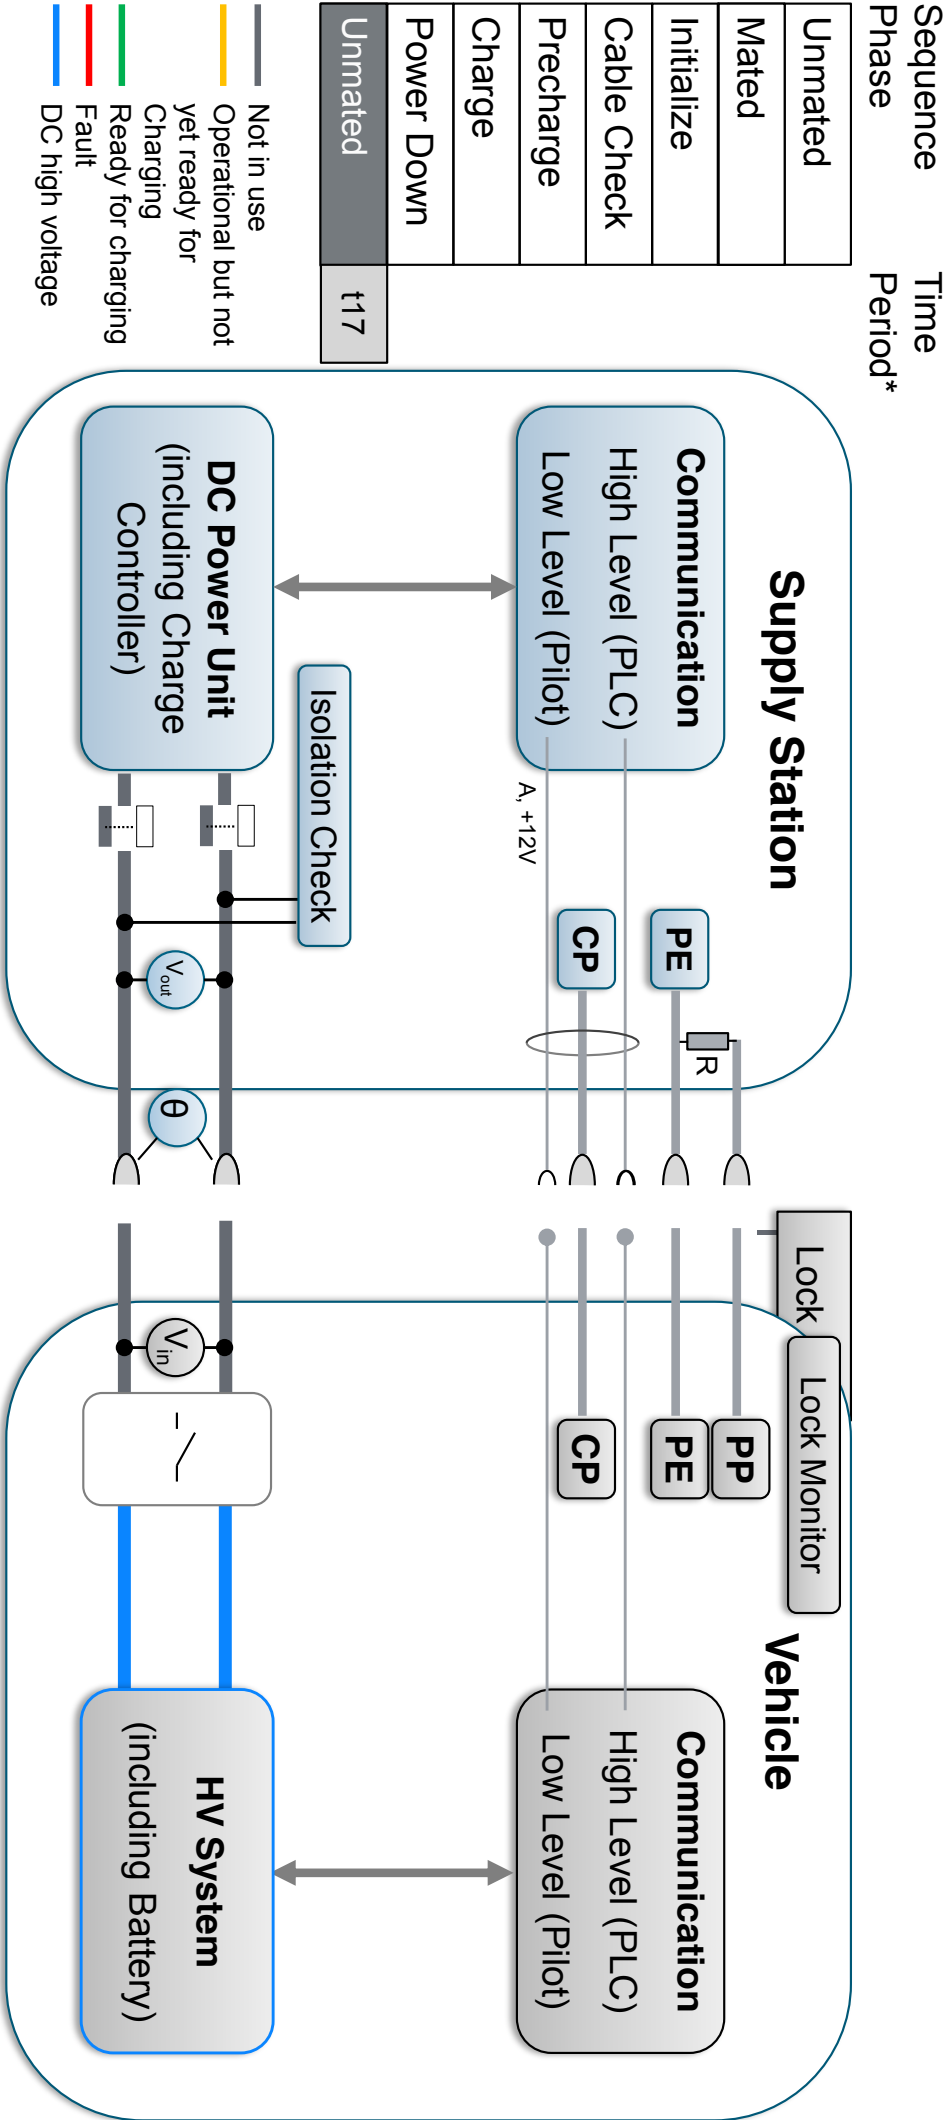 Sequence
Phase
Time
Period*
Unmated
Mated
Initialize
Cable Check
Precharge
Charge
Power Down
Unmated
t17
Not in use
Operational but not
yet ready for
Charging
Ready for charging
Fault
DC high voltage
Supply Station
Communication
High Level (PLC)
Low Level (Pilot)
A, +12V
PE
CP
R
DC Power Unit
(including Charge
Controller)
Isolation Check
Vout
θ
Vehicle
Lock
Lock Monitor
PP
PE
CP
Communication
High Level (PLC)
Low Level (Pilot)
Vin
HV System
(including Battery)